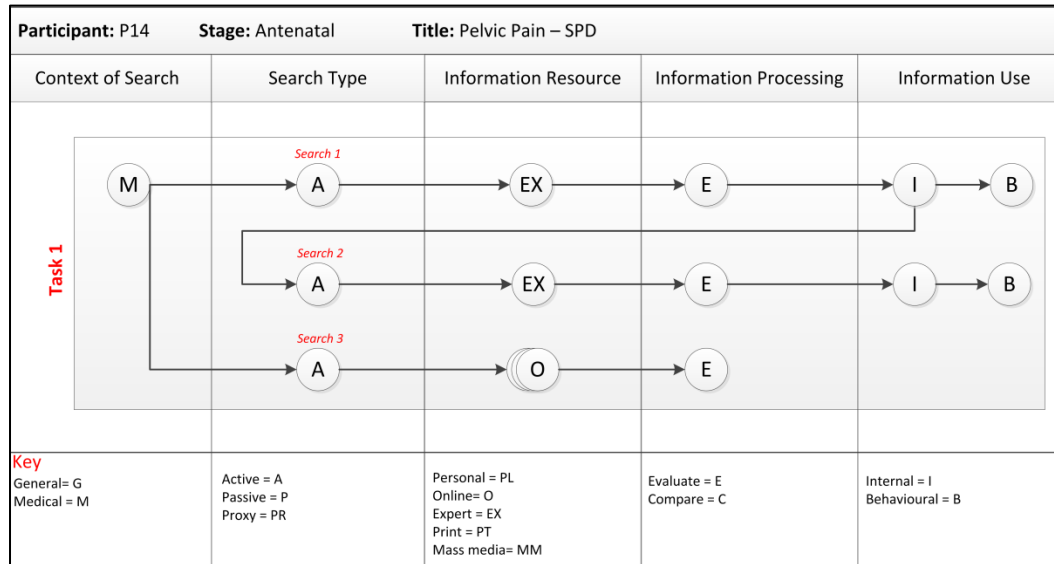 Participant: P14 Stage: Antenatal Title: Pelvic Pain – SPD
Context of Search Search Type Information Resource Information Processing Information Use
Task 1
Search 1
M A EX E I B
Search 2
A EX E I B
Search 3
A O E
Key
General= G
Medical = M
Active = A
Passive = P
Proxy = PR
Personal = PL
Online= O
Expert = EX
Print = PT
Mass media= MM
Evaluate = E
Compare = C
Internal = I
Behavioural = B